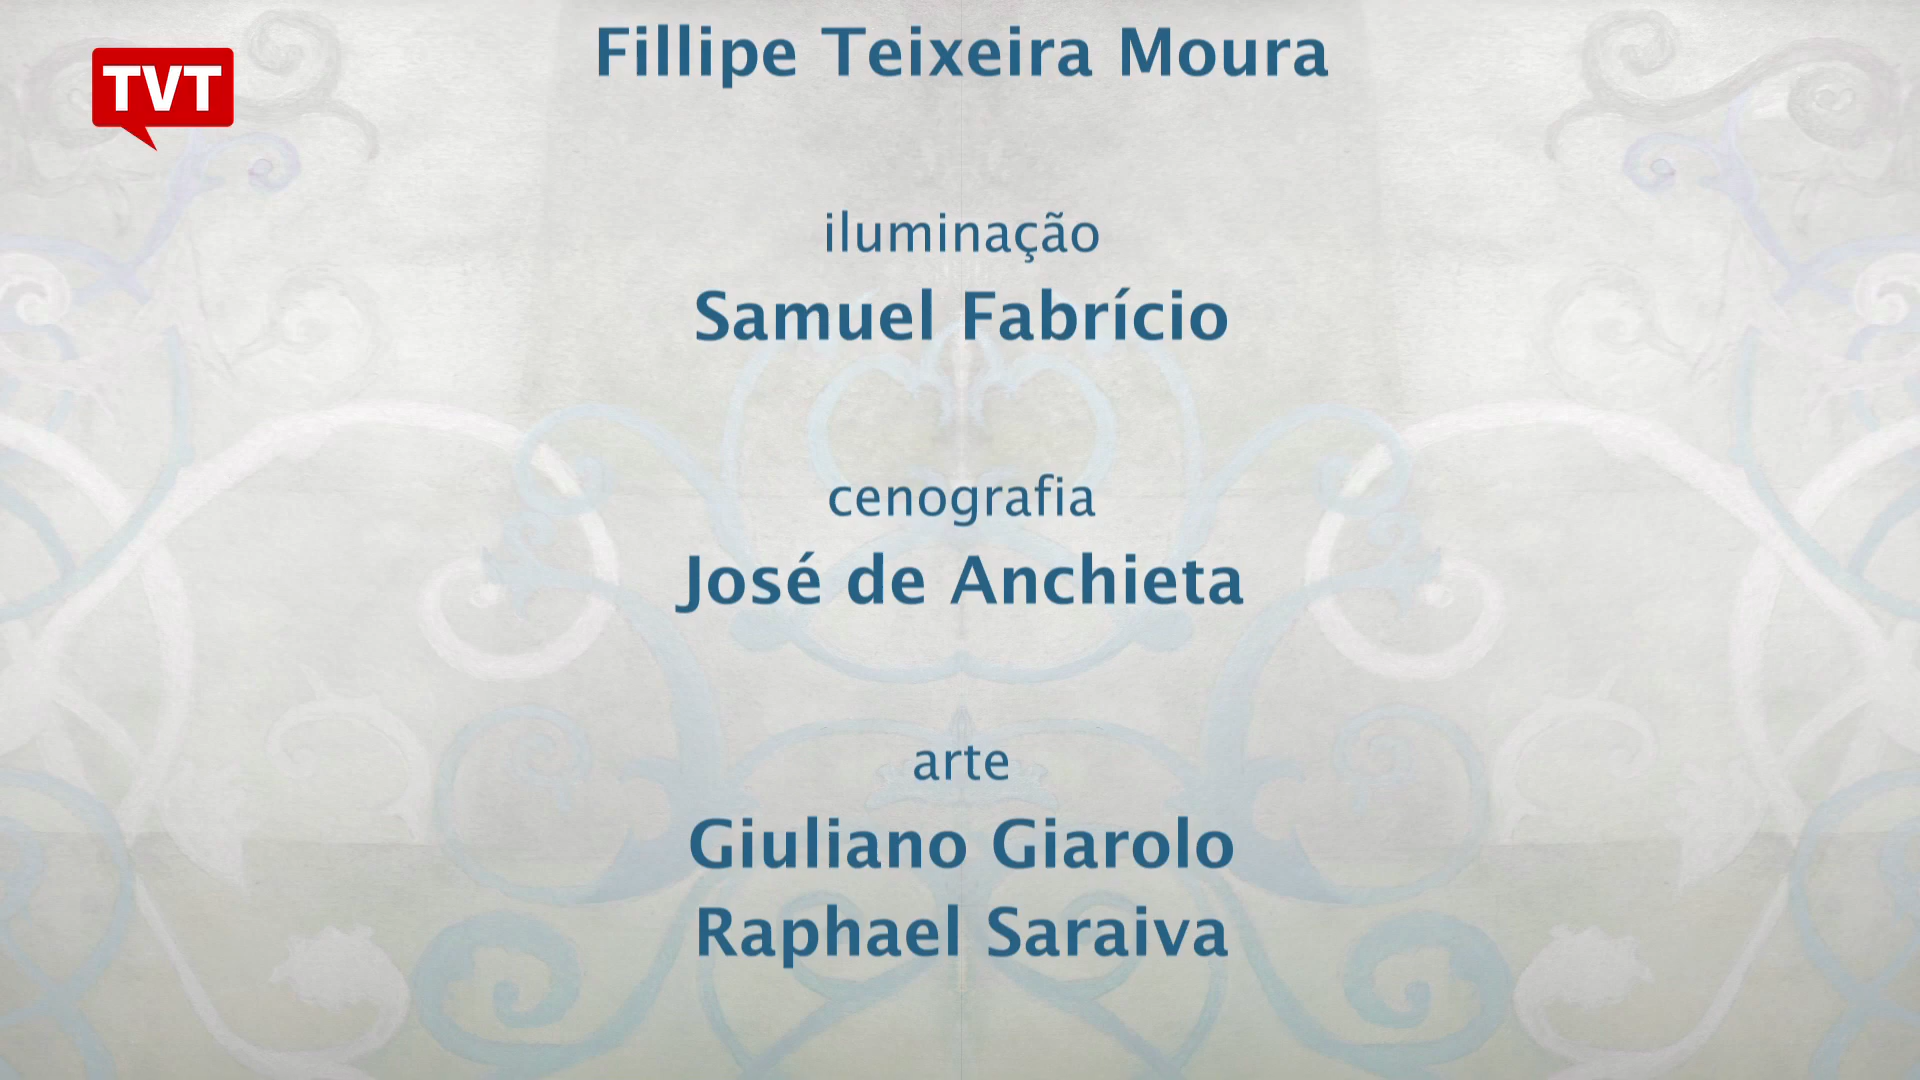 TVT
Fillipe Teixeira Moura
iluminação
Samuel Fabrício
cenografia
José de Anchieta
arte
Giuliano Giarolo
Raphael Saraiva